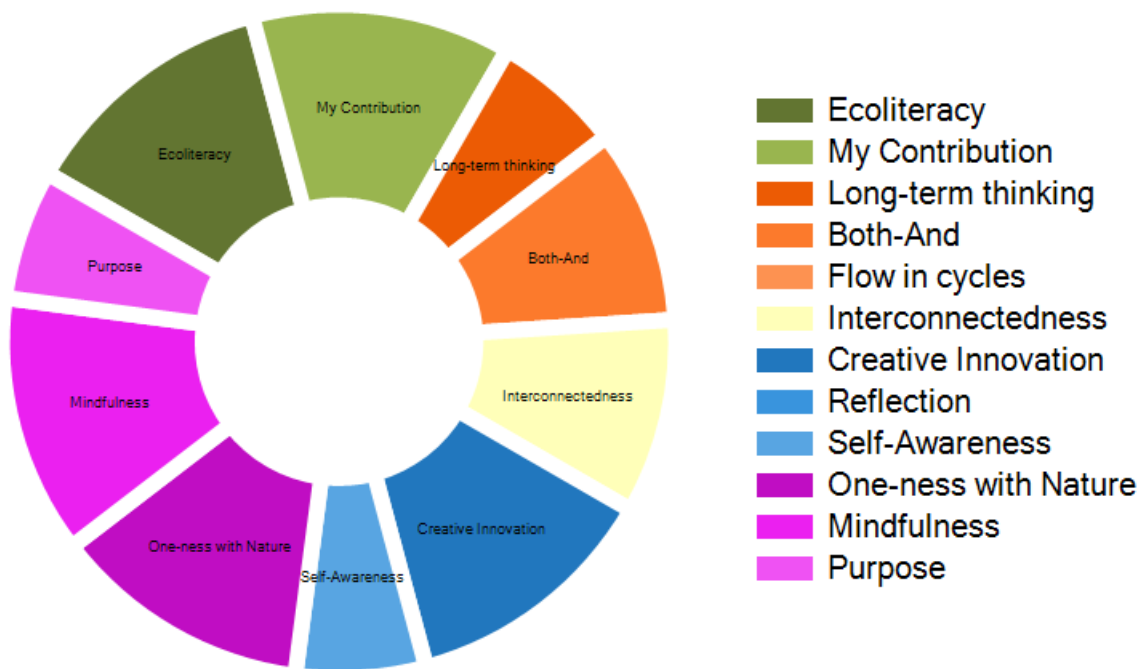 My Contribution
Ecoliteracy
Long-term thinking
Purpose
Both-And
Mindfulness
Interconnectedness
One-ness with Nature
Creative Innovation
Self-Awareness
Ecoliteracy
My Contribution
Long-term thinking
Both-And
Flow in cycles
Interconnectedness
Creative Innovation
Reflection
Self-Awareness
One-ness with Nature
Mindfulness
Purpose